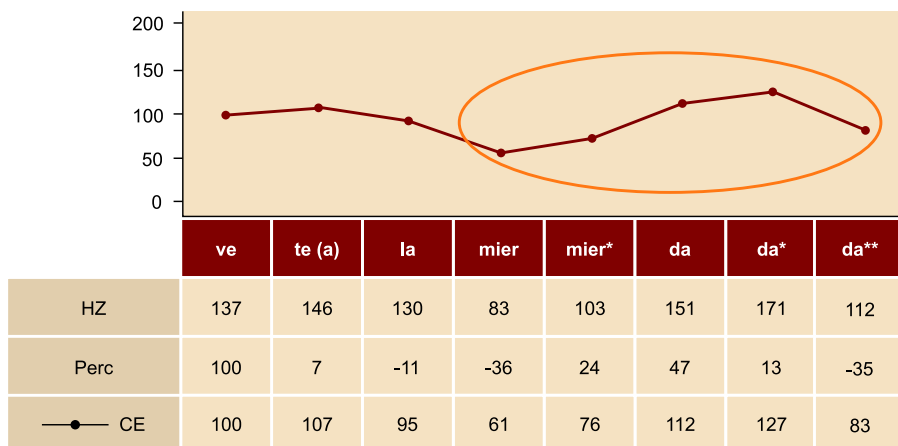 200
150
100
50
0
ve te (a) la mier mier* da da* da**
HZ 137 146 130 83 103 151 171 112
Perc 100 7 -11 -36 24 47 13 -35
CE 100 107 95 61 76 112 127 83